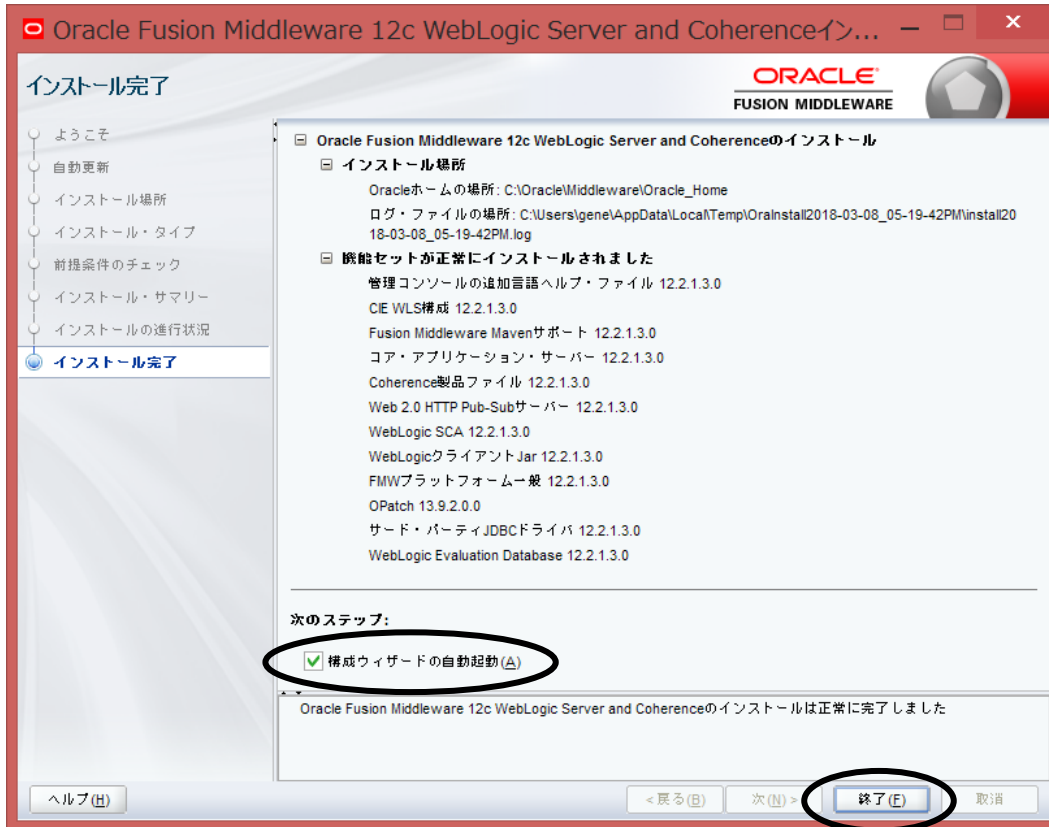 Oracle Fusion Middleware 12c WebLogic Server and Coherenceイン...
インストール完了
ORACLE
FUSION MIDDLEWARE
ようこそ
自動更新
インストール場所
インストール・タイプ
前提条件のチェック
インストール・サマリー
インストールの進行状況
インストール完了
Oracle Fusion Middleware 12c WebLogic Server and Coherenceのインストール
インストール場所
Oracleホームの場所: C:\Oracle\Middleware\Oracle_Home
ログ・ファイルの場所: C:\Users\gene\AppData\Local\Temp\OraInstall2018-03-08_05-19-42PM\install20
18-03-08_05-19-42PM.log
機能セットが正常にインストールされました
管理コンソールの追加言語ヘルプ・ファイル 12.2.1.3.0
CIE WLS構成 12.2.1.3.0
Fusion Middleware Mavenサポート 12.2.1.3.0
コア・アプリケーション・サーバー 12.2.1.3.0
Coherence製品ファイル 12.2.1.3.0
Web 2.0 HTTP Pub-Subサーバー 12.2.1.3.0
WebLogic SCA 12.2.1.3.0
WebLogicクライアントJar 12.2.1.3.0
FMWプラットフォーム一般 12.2.1.3.0
OPatch 13.9.2.0.0
サード・パーティJDBCドライバ 12.2.1.3.0
WebLogic Evaluation Database 12.2.1.3.0
次のステップ:
構成ウィザードの自動起動(A)
Oracle Fusion Middleware 12c WebLogic Server and Coherenceのインストールは正常に完了しました
ヘルプ(H)
<戻る(B)
次(N)>
終了(F)
取消